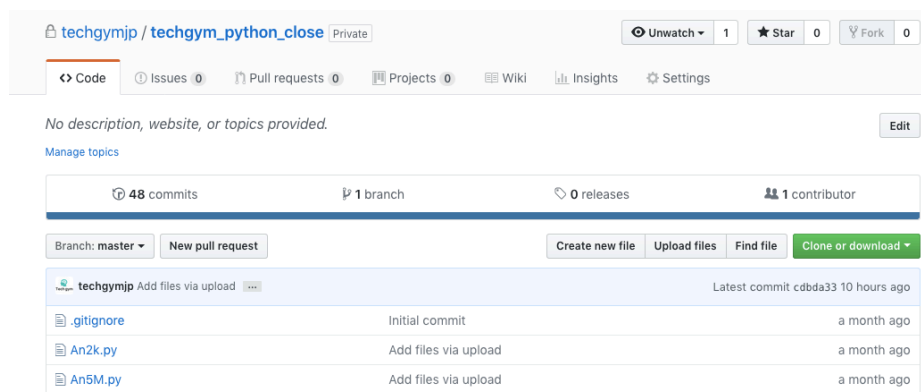 techgymjp / techgym_python_close Private Unwatch 1 Star 0 Fork 0
Code Issues 0 Pull requests 0 Projects 0 Wiki Insights Settings
No description, website, or topics provided. Edit
Manage topics
48 commits 1 branch 0 releases 1 contributor
Branch: master New pull request Create new file Upload files Find file Clone or download
techgymjp Add files via upload ... Latest commit cdbda33 10 hours ago
.gitignore Initial commit a month ago
An2k.py Add files via upload a month ago
An5M.py Add files via upload a month ago